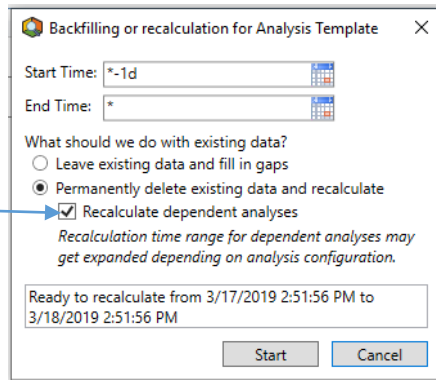 Backfilling or recalculation for Analysis Template
Start Time: *-1d
End Time: *
What should we do with existing data?
Leave existing data and fill in gaps
Permanently delete existing data and recalculate
Recalculate dependent analyses
Recalculation time range for dependent analyses may
get expanded depending on analysis configuration.
Ready to recalculate from 3/17/2019 2:51:56 PM to
3/18/2019 2:51:56 PM
Start Cancel